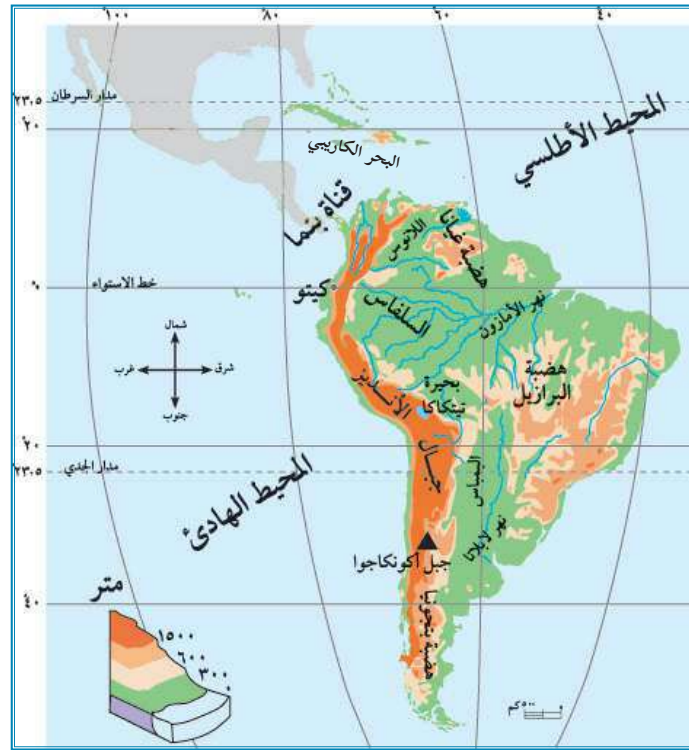 °١٠٠ °٨٠ °٦٠ °٤٠
مدار السرطان
°٢٣,٥
°٢٠
المحيط الأطلسي
البحر الكاريبي
قناة بنما
اللانوس
هضبة غيانا
خط الاستواء
°٠
كيتو
نهر الأمازون
السلفاس
شمال
شرق
غرب
جنوب
هضبة
البرازيل
بحيرة
تيتكاكا
جبال الأنديز
°٢٠
مدار الجدي
°٢٣,٥
البمباس
المحيط الهادئ
نهر لابلاتا
جبل أكونكاجوا
°٤٠
هضبة بتجونيا
متر
١٥٠٠
٦٠٠
٣٠٠
٠
٥٠٠كم
٠